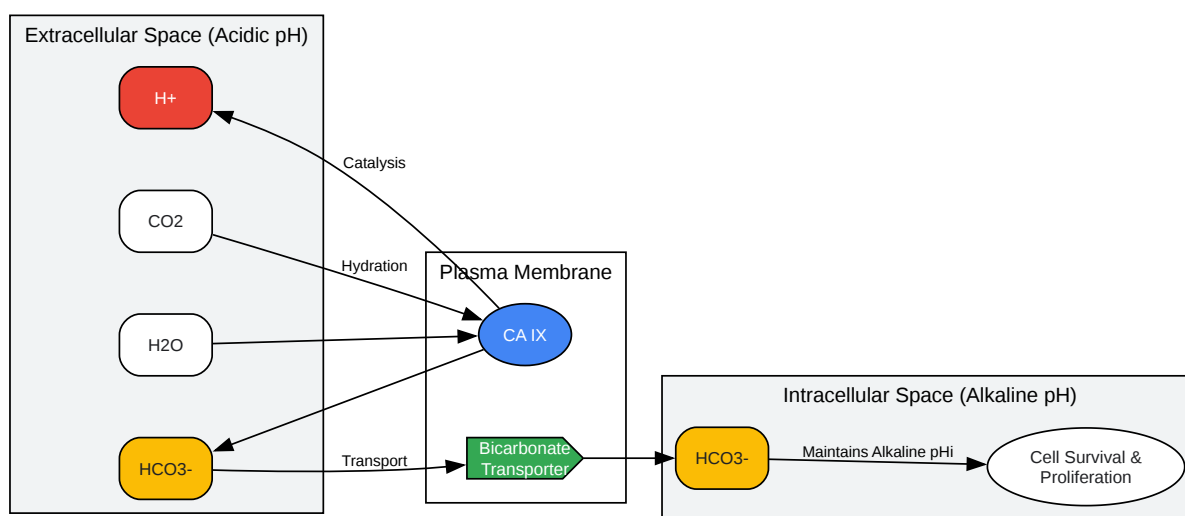 Extracellular Space (Acidic pH)
H+
Catalysis
CO2
Hydration
Plasma Membrane
CA IX
H2O
Intracellular Space (Alkaline pH)
HCO3-
Transport
Bicarbonate
Transporter
HCO3-
Maintains Alkaline pHi
Cell Survival &
Proliferation